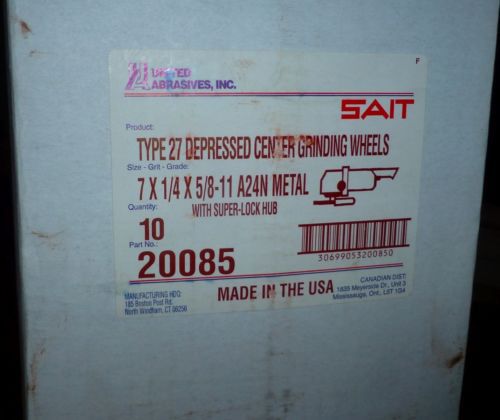 F
UNITED
ABRASIVES, INC.
SAIT
Product:
TYPE 27 DEPRESSED CENTER GRINDING WHEELS
Size - Grit - Grade:
7 X 1/4 X 5/8-11 A24N METAL
WITH SUPER-LOCK HUB
Quantity:
10
Part No.:
20085
30699053200850
MADE IN THE USA
MANUFACTURING HDQ:
185 Boston Post Rd.
North Windham, CT 06256
CANADIAN DIST:
1835 Meyerside Dr., Unit 3
Mississauga, Ont., L5T 1G4